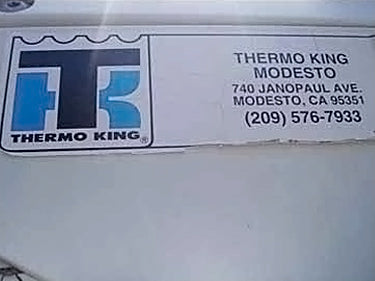 TK
THERMO KING®
THERMO KING
MODESTO
740 JANOPAUL AVE.
MODESTO, CA 95351
(209) 576-7933